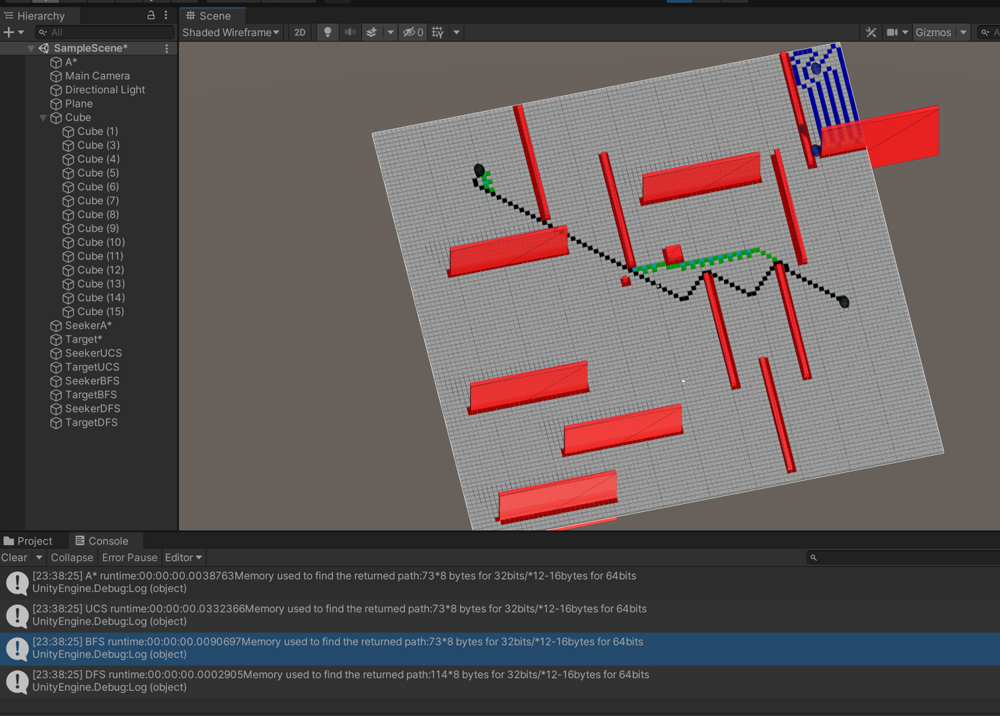 Hierarchy
Scene
All
Shaded Wireframe
2D
0
Gizmos
A
SampleScene*
A*
Main Camera
Directional Light
Plane
Cube
Cube (1)
Cube (3)
Cube (4)
Cube (5)
Cube (6)
Cube (7)
Cube (8)
Cube (9)
Cube (10)
Cube (11)
Cube (12)
Cube (13)
Cube (14)
Cube (15)
SeekerA*
Target*
SeekerUCS
TargetUCS
SeekerBFS
TargetBFS
SeekerDFS
TargetDFS
Project
Console
Clear
Collapse
Error Pause
Editor
[23:38:25] A* runtime:00:00:00.0038763Memory used to find the returned path:73*8 bytes for 32bits/*12-16bytes for 64bits
UnityEngine.Debug:Log (object)
[23:38:25] UCS runtime:00:00:00.0332366Memory used to find the returned path:73*8 bytes for 32bits/*12-16bytes for 64bits
UnityEngine.Debug:Log (object)
[23:38:25] BFS runtime:00:00:00.0090697Memory used to find the returned path:73*8 bytes for 32bits/*12-16bytes for 64bits
UnityEngine.Debug:Log (object)
[23:38:25] DFS runtime:00:00:00.0002905Memory used to find the returned path:114*8 bytes for 32bits/*12-16bytes for 64bits
UnityEngine.Debug:Log (object)